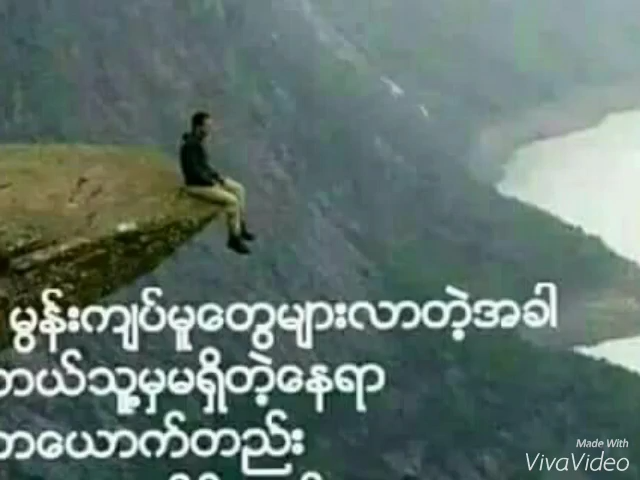 မွန်းကျပ်မူတွေများလာတဲ့အခါ
ဘယ်သူမှမရှိတဲ့နေရာ
တယောက်တည်း
Made With
VivaVideo